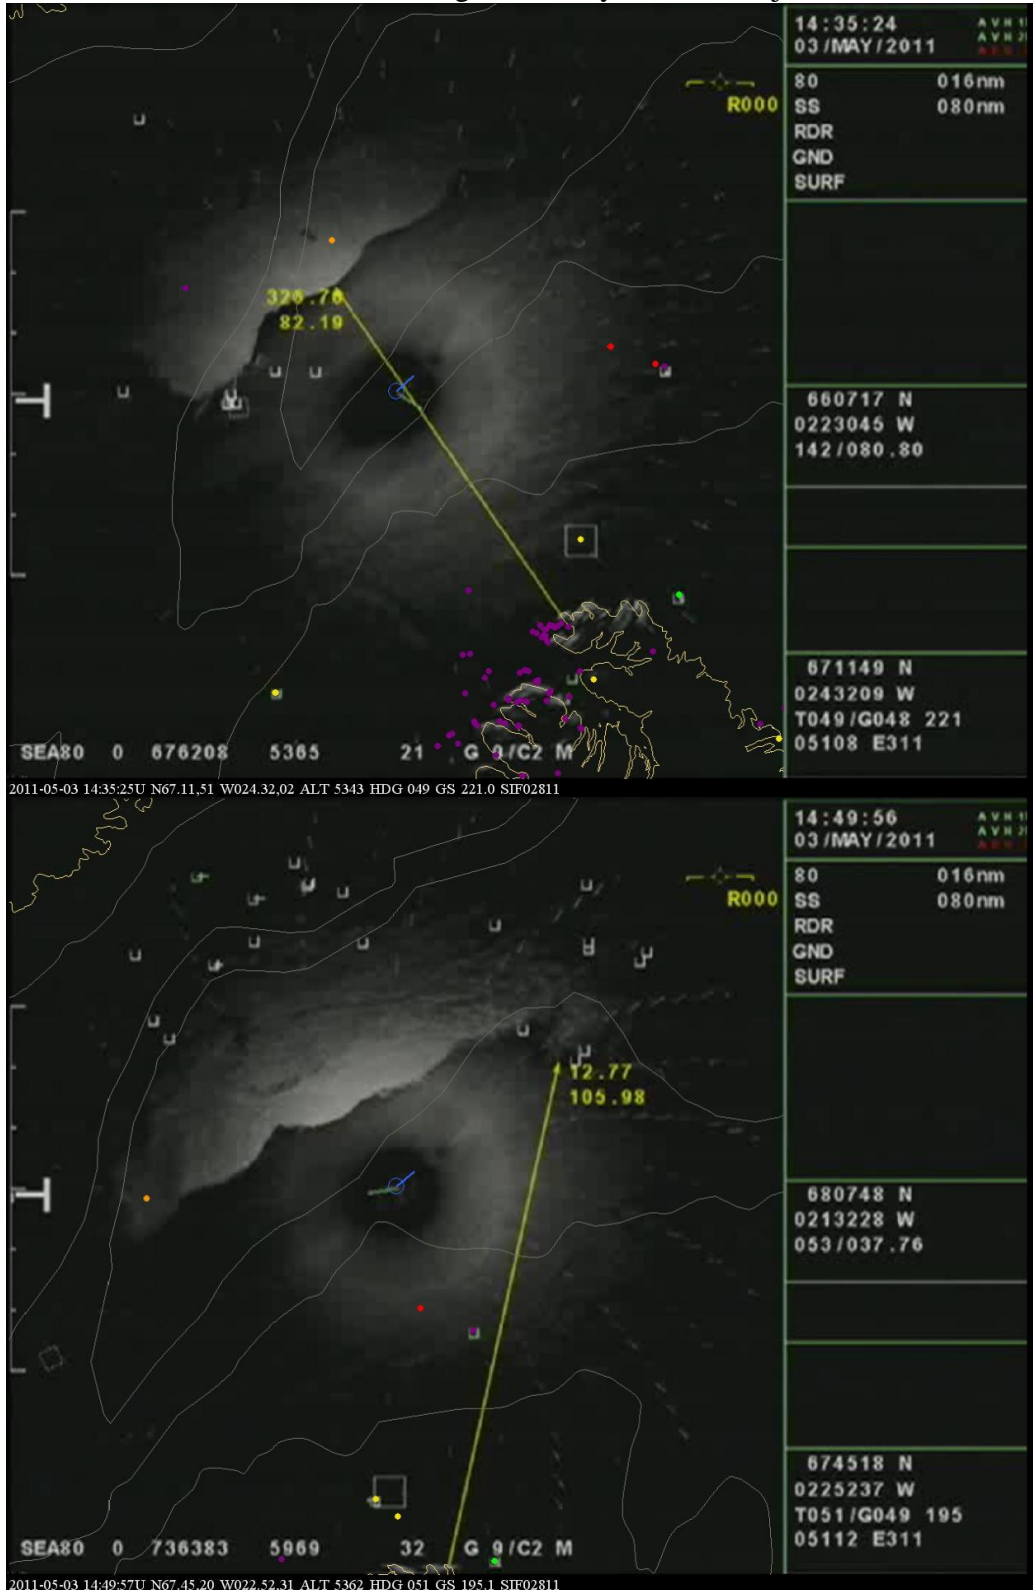 14:35:24
03/MAY/2011
R000
80 016nm
SS 080nm
RDR
GND
SURF
326.76
82.19
660717 N
0223045 W
142/080.80
671149 N
0243209 W
T049/G048 221
05108 E311
SEA80 0 676208 5365 21 G 9/C2 M
2011-05-03 14:35:25U N67.11,51 W024.32,02 ALT 5343 HDG 049 GS 221.0 SIF02811
14:49:56
03/MAY/2011
R000
80 016nm
SS 080nm
RDR
GND
SURF
12.77
105.98
680748 N
0213228 W
053/037.76
674518 N
0225237 W
T051/G049 195
05112 E311
SEA80 0 736383 5969 32 G 9/C2 M
2011-05-03 14:49:57U N67.45,20 W022.52,31 ALT 5362 HDG 051 GS 195.1 SIF02811